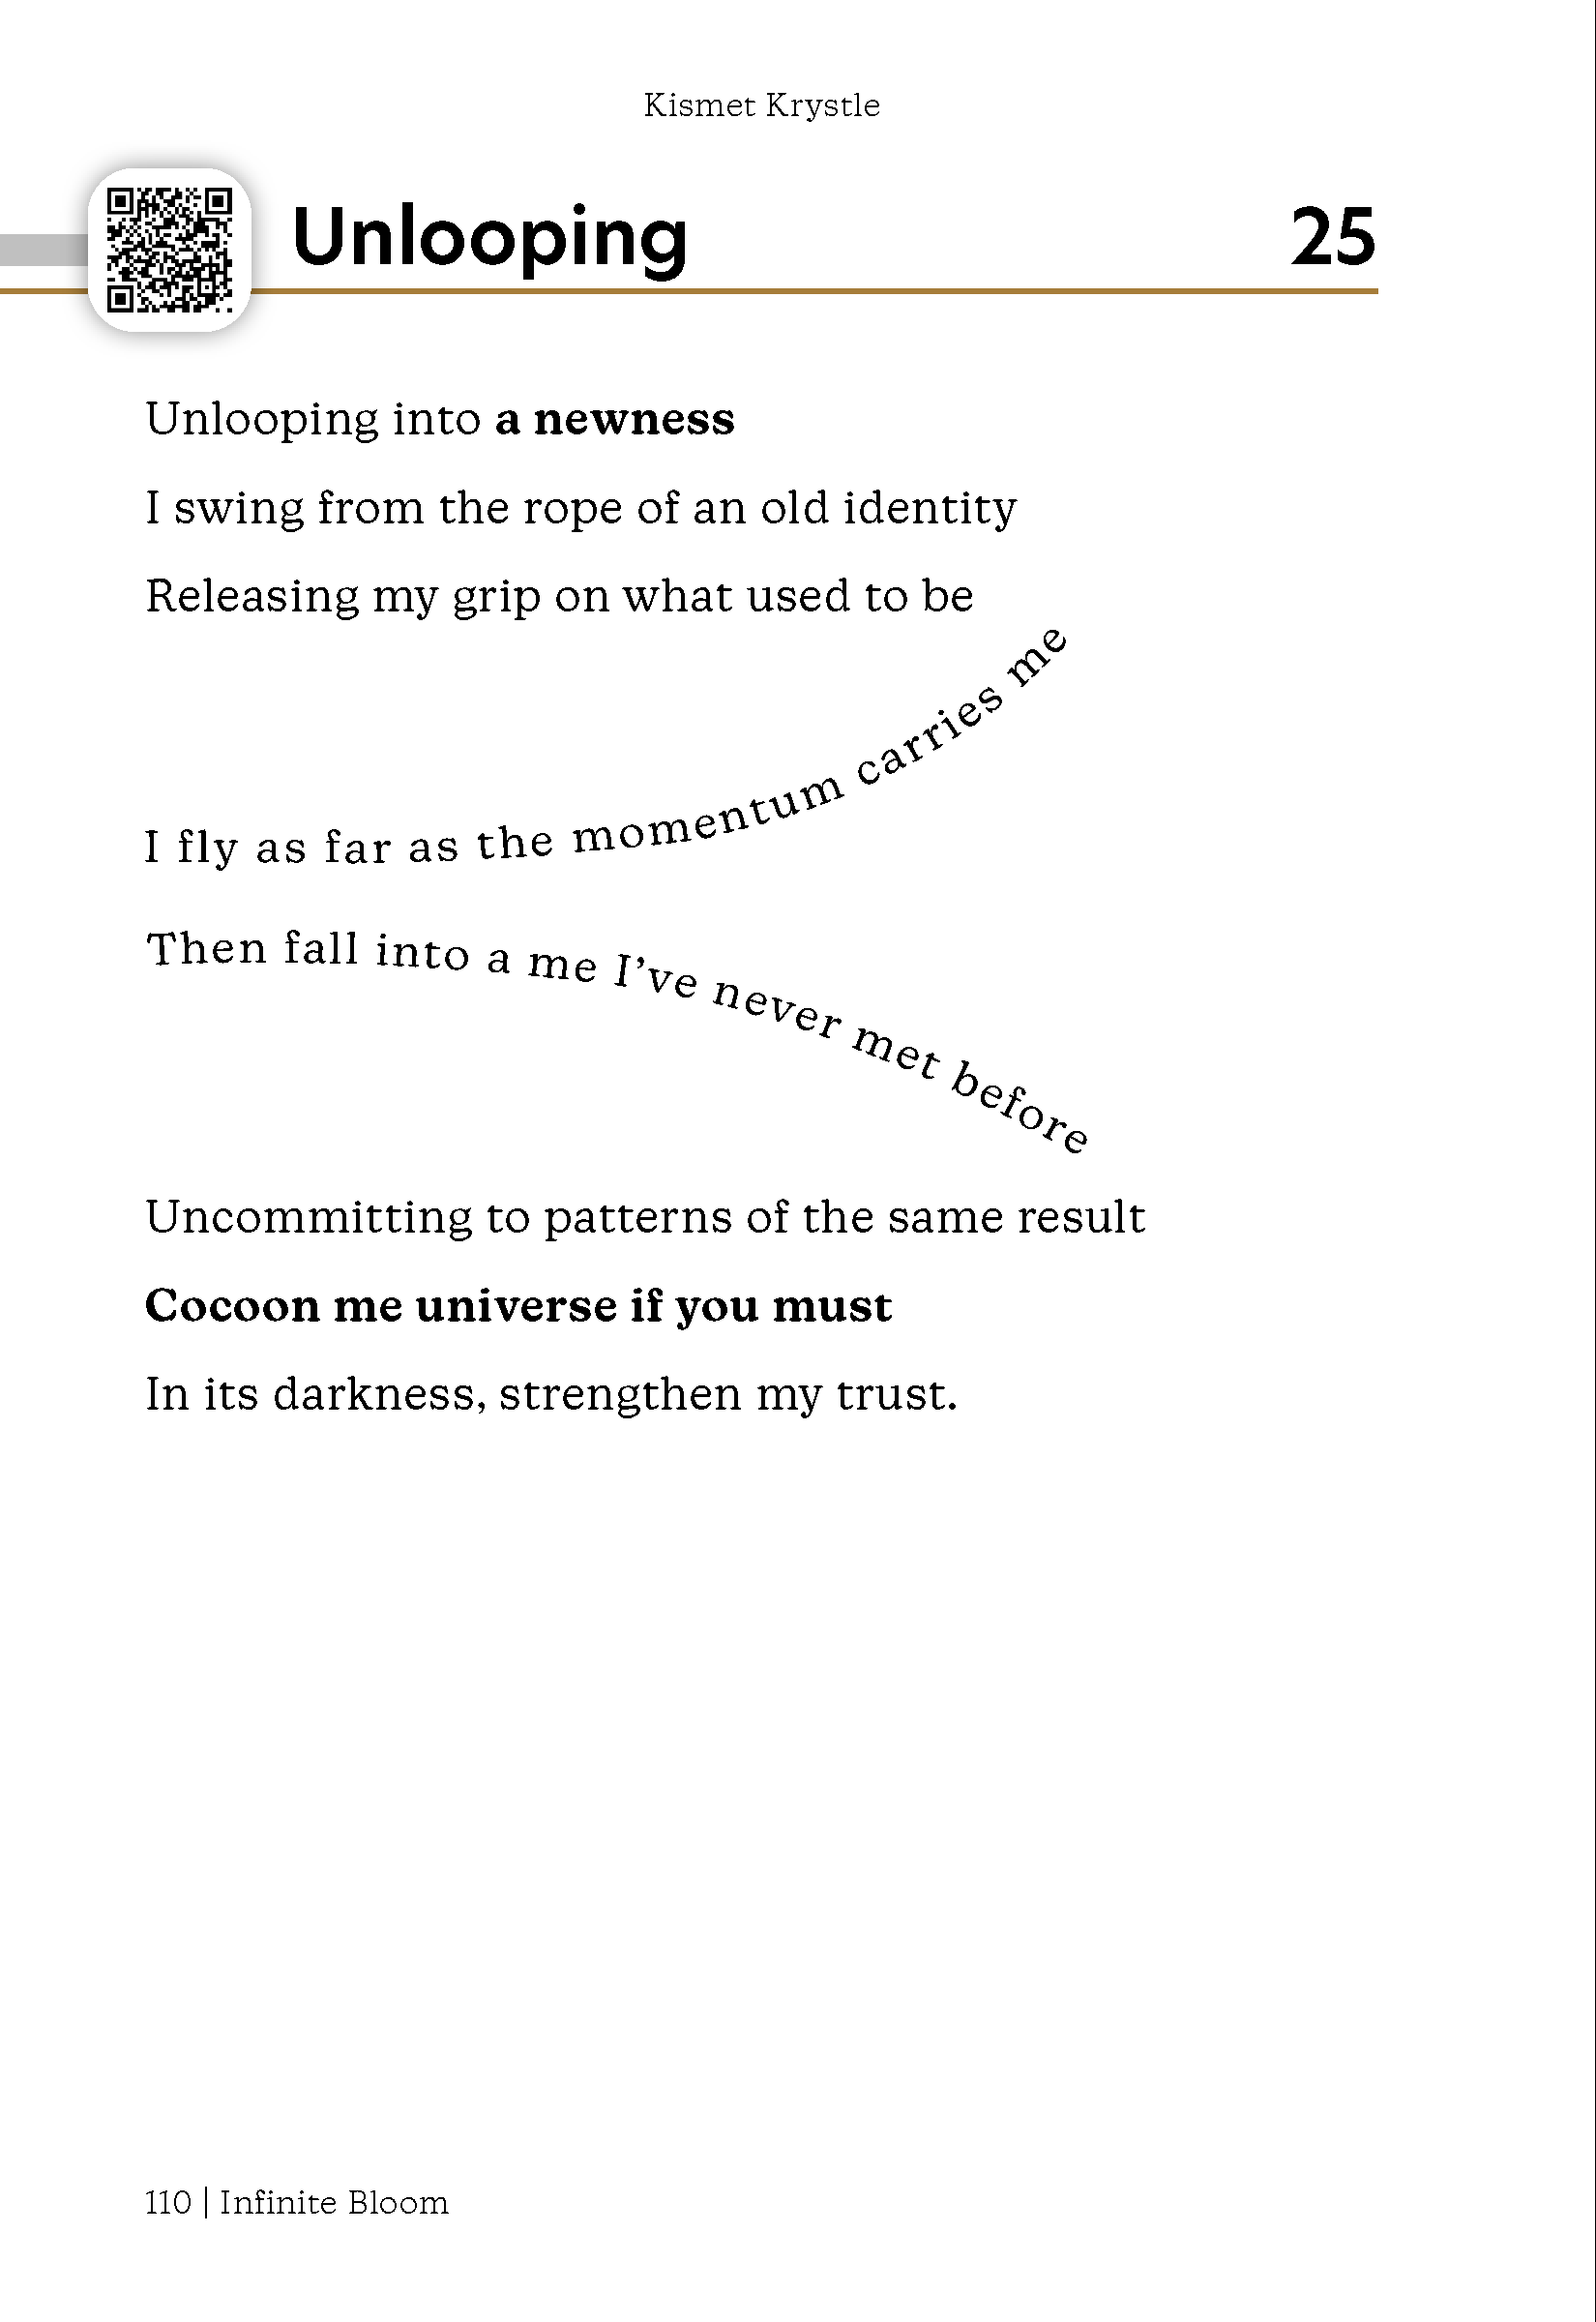 Kismet Krystle
Unlooping 25
Unlooping into a newness
I swing from the rope of an old identity
Releasing my grip on what used to be
I fly as far as the momentum carries me
Then fall into a me I’ve never met before
Uncommitting to patterns of the same result
Cocoon me universe if you must
In its darkness, strengthen my trust.
110 | Infinite Bloom